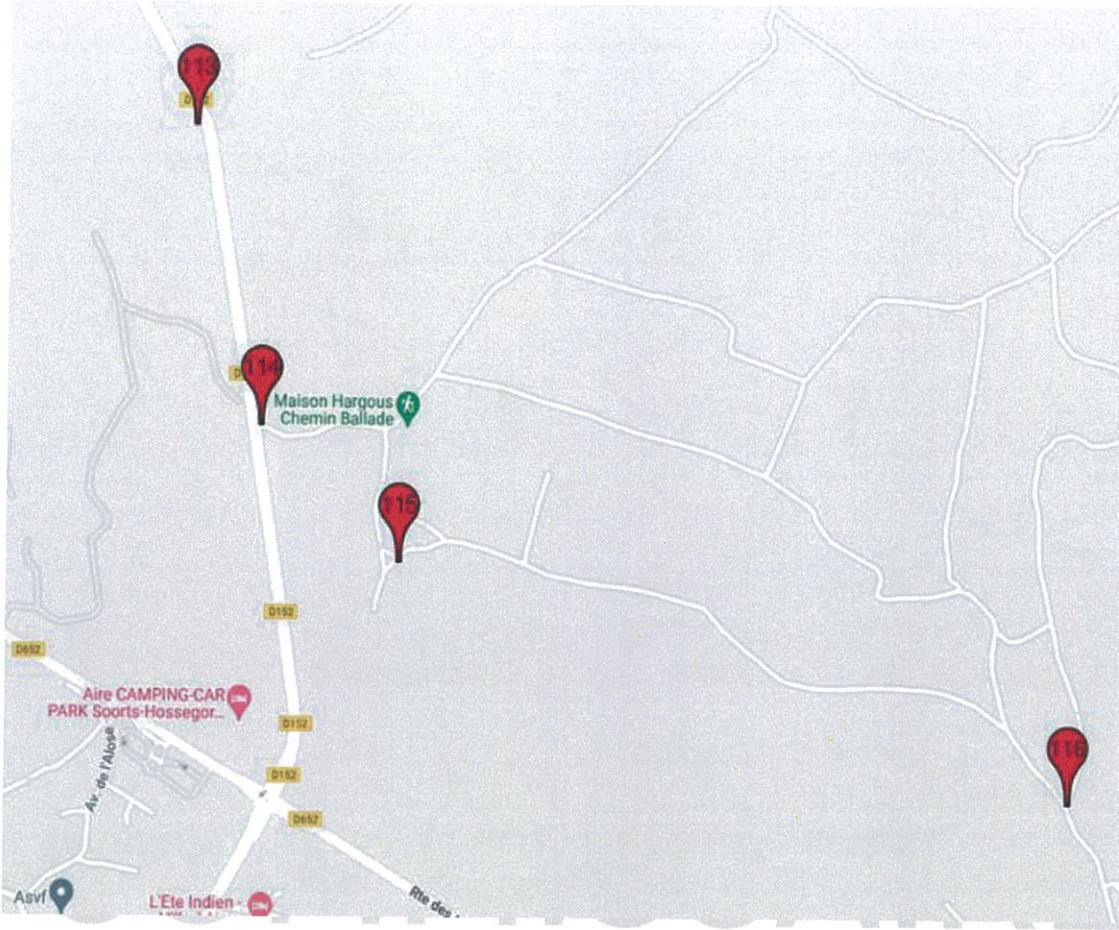 113
114
Maison Hargous
Chemin Ballade
115
D152
D652
Aire CAMPING-CAR
PARK Soorts-Hossegor...
D152
Av. de l'Alose
D152
D652
116
Asvf
L'Ete Indien -
Rte des